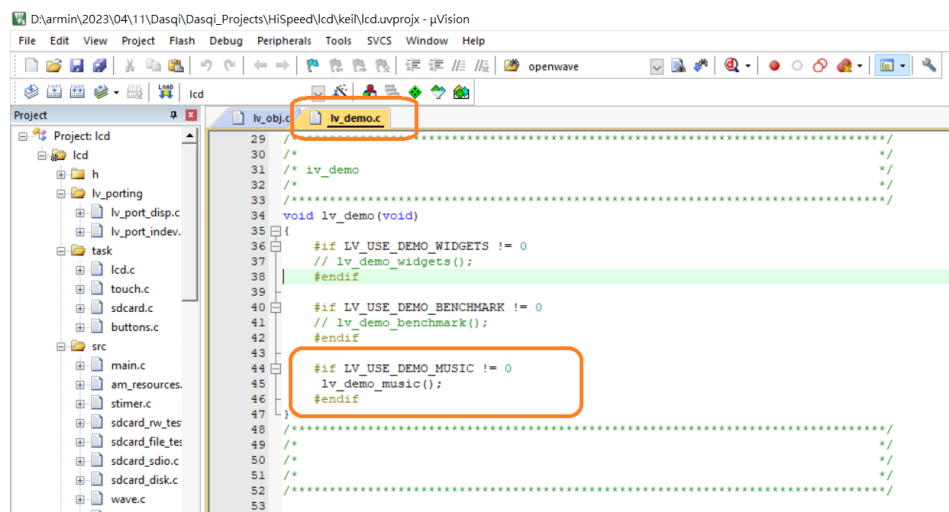 D:\armin\2023\04\11\Dasqi\Dasqi_Projects\HiSpeed\lcd\keil\lcd.uvprojx - µVision
File Edit View Project Flash Debug Peripherals Tools SVCS Window Help
openwave
LOAD lcd
Project
Project: lcd
lcd
h
lv_porting
lv_port_disp.c
lv_port_indev.
task
lcd.c
touch.c
sdcard.c
buttons.c
src
main.c
am_resources.
stimer.c
sdcard_rw_tes
sdcard_file_tes
sdcard_sdio.c
sdcard_disk.c
wave.c
lv_obj.c lv_demo.c
29 /******************************************************************************/
30 /* */
31 /* iv_demo */
32 /* */
33 /******************************************************************************/
34 void lv_demo(void)
35 {
36 #if LV_USE_DEMO_WIDGETS != 0
37 // lv_demo_widgets();
38 #endif
39
40 #if LV_USE_DEMO_BENCHMARK != 0
41 // lv_demo_benchmark();
42 #endif
43
44 #if LV_USE_DEMO_MUSIC != 0
45 lv_demo_music();
46 #endif
47 }
48 /******************************************************************************/
49 /* */
50 /* */
51 /* */
52 /******************************************************************************/
53